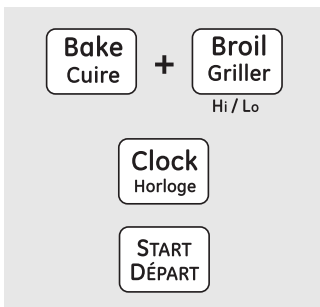 Bake
Cuire
+
Broil
Griller
Hi / Lo
Clock
Horloge
START
DÉPART